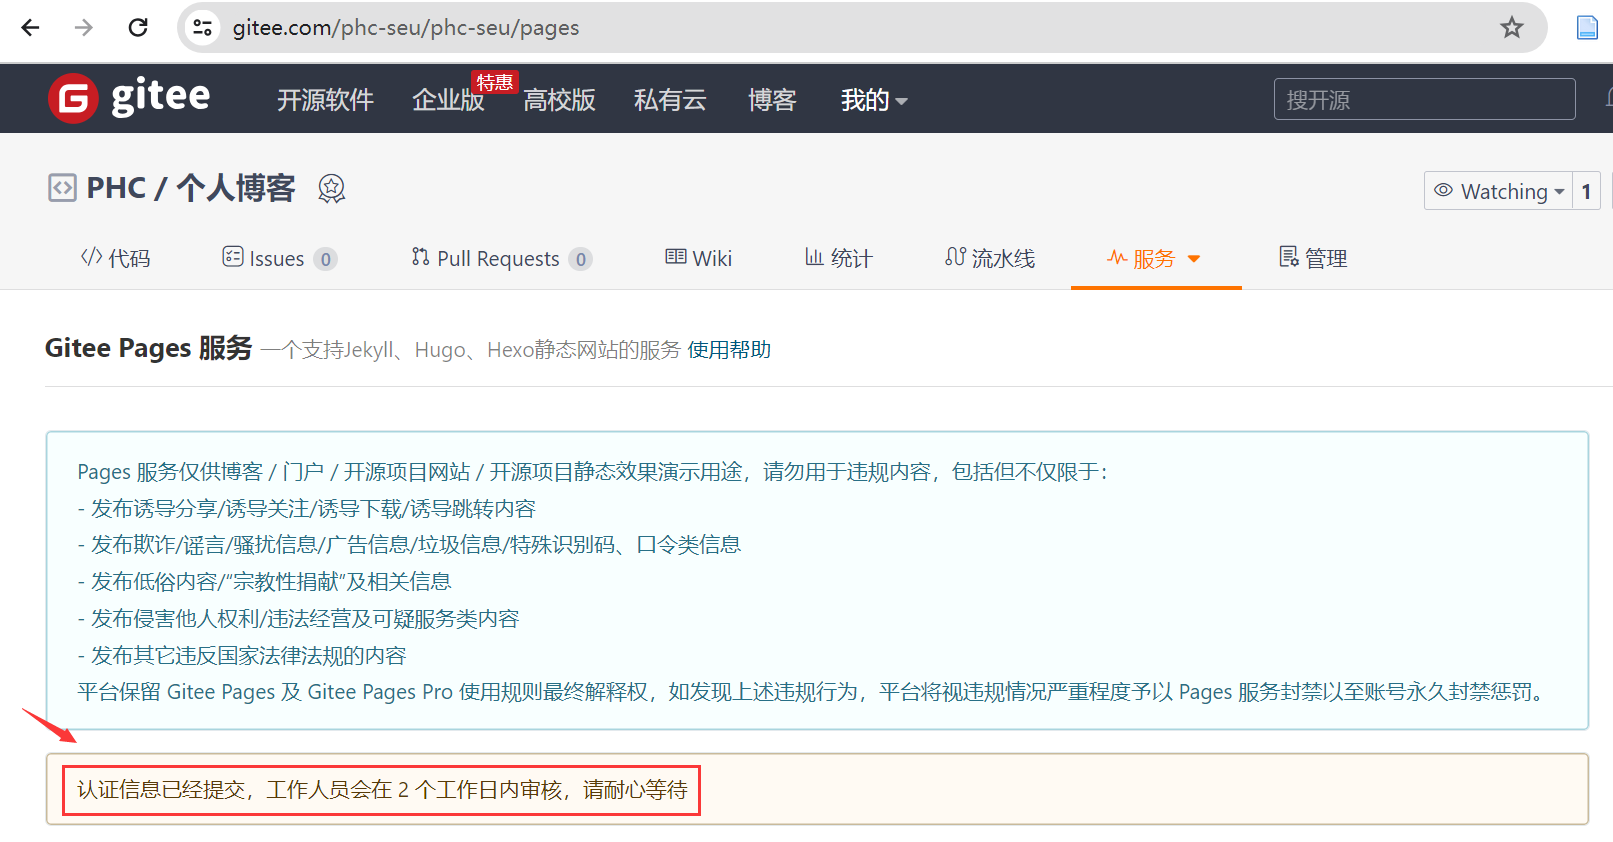 gitee.com/phc-seu/phc-seu/pages
gitee 开源软件 企业版 特惠 高校版 私有云 博客 我的 搜开源
PHC / 个人博客 Watching 1
代码 Issues 0 Pull Requests 0 Wiki 统计 流水线 服务 管理
Gitee Pages 服务 一个支持Jekyll、Hugo、Hexo静态网站的服务 使用帮助
Pages 服务仅供博客 / 门户 / 开源项目网站 / 开源项目静态效果演示用途，请勿用于违规内容，包括但不仅限于：
- 发布诱导分享/诱导关注/诱导下载/诱导跳转内容
- 发布欺诈/谣言/骚扰信息/广告信息/垃圾信息/特殊识别码、口令类信息
- 发布低俗内容/“宗教性捐献”及相关信息
- 发布侵害他人权利/违法经营及可疑服务类内容
- 发布其它违反国家法律法规的内容
平台保留 Gitee Pages 及 Gitee Pages Pro 使用规则最终解释权，如发现上述违规行为，平台将视违规情况严重程度予以 Pages 服务封禁以至账号永久封禁惩罚。
认证信息已经提交，工作人员会在 2 个工作日内审核，请耐心等待